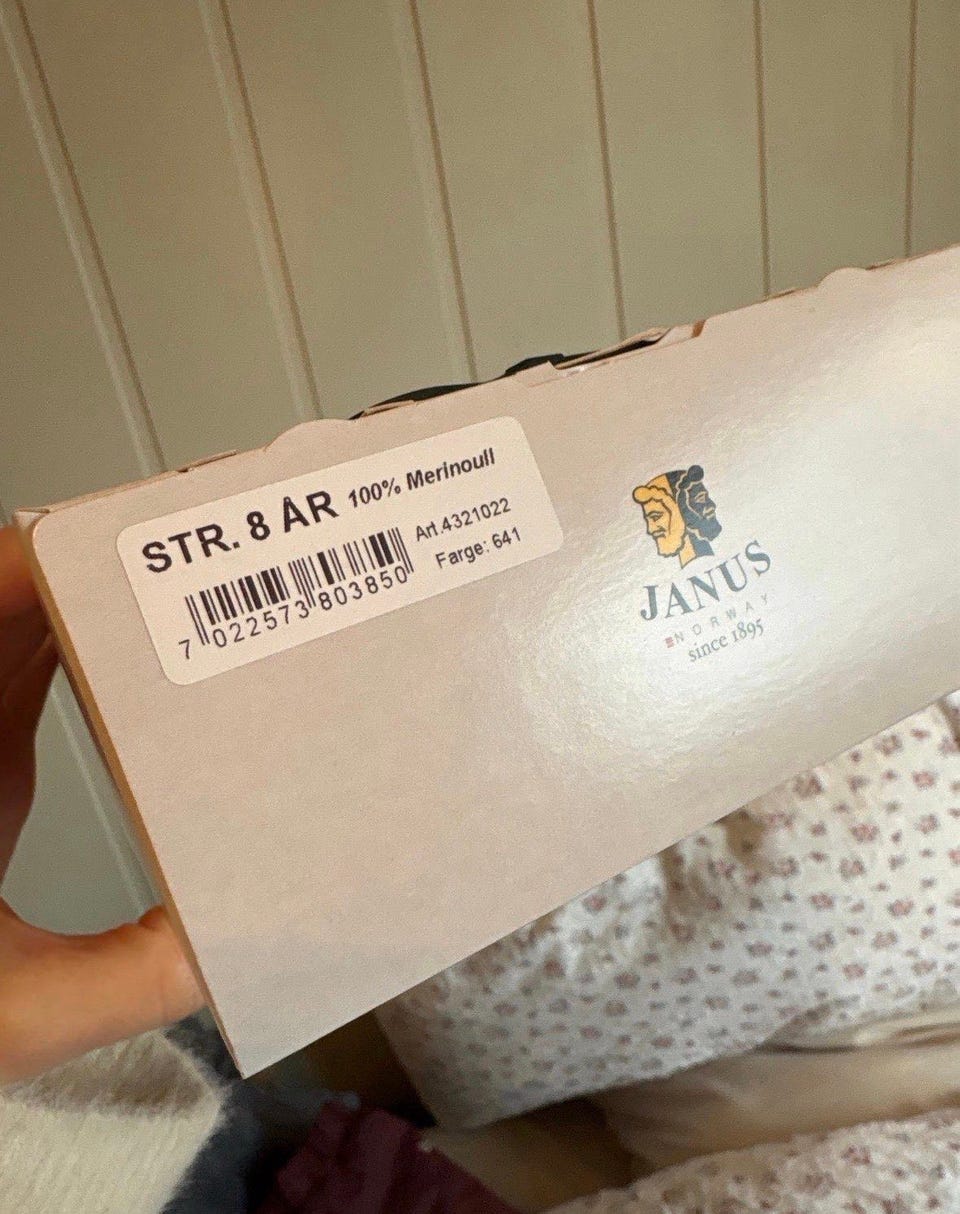 STR. 8 ÅR 100% Merinoull
Art.4321022
Farge: 641
7 022573 803850
JANUS
NORWAY
since 1895